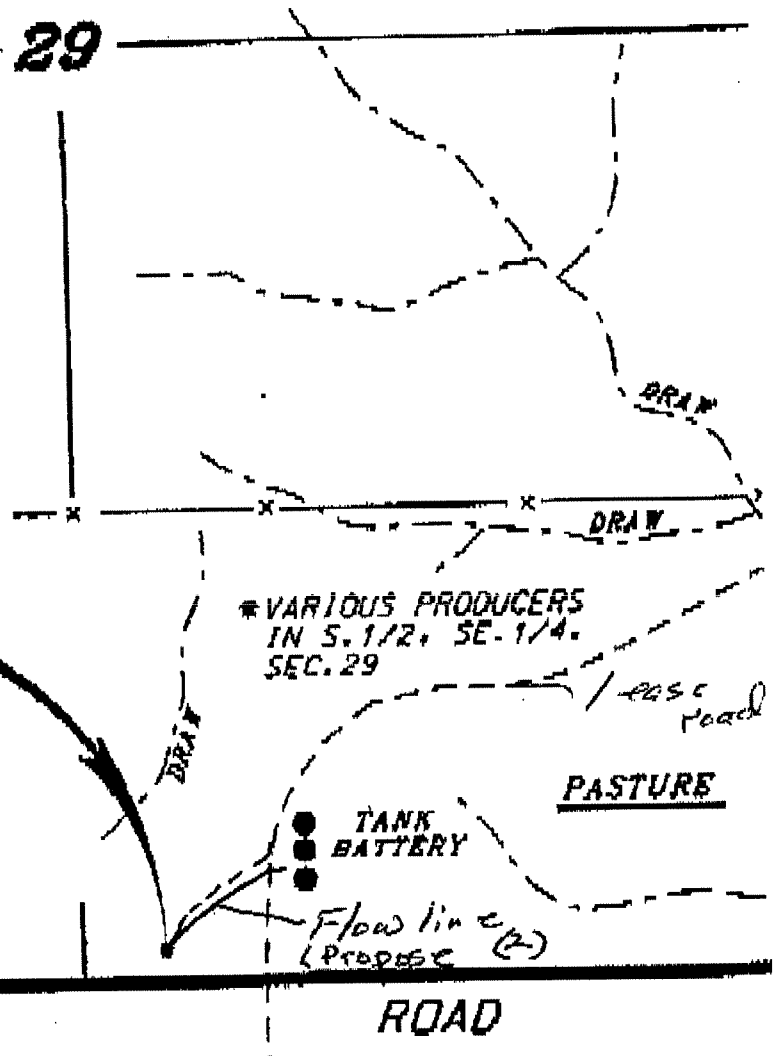 29
DRAW
DRAW
*VARIOUS PRODUCERS
IN S.1/2, SE-1/4.
SEC.29
lease
road
DRAW
PASTURE
TANK
BATTERY
Flow line
(Propose (2)
ROAD